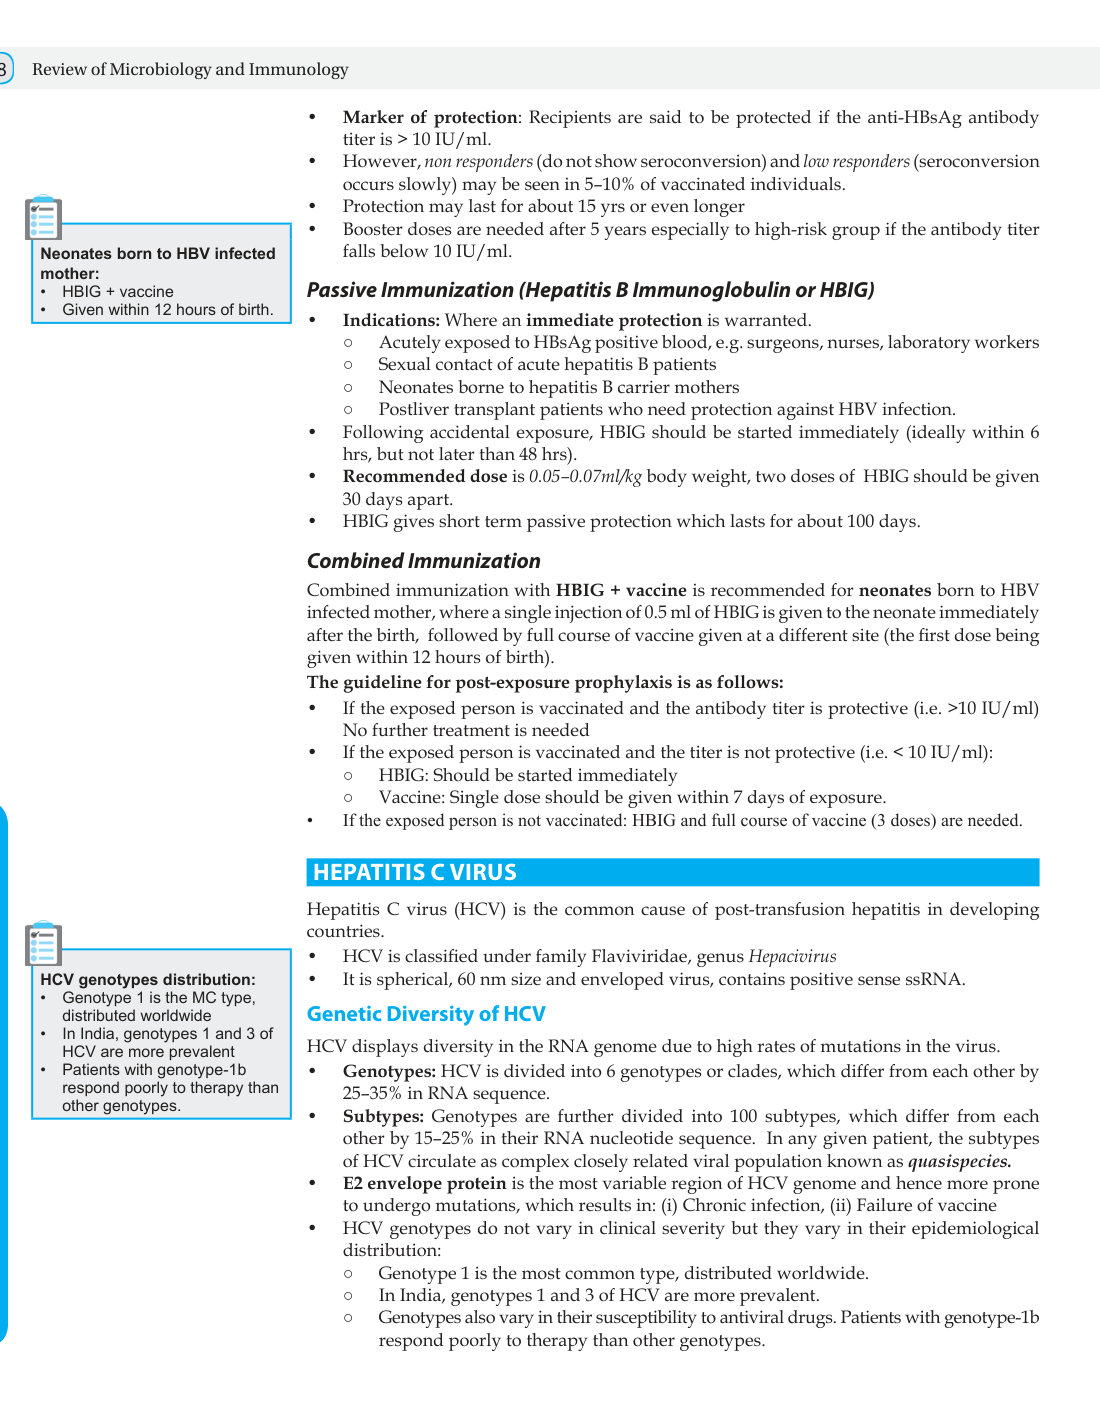 8 Review of Microbiology and Immunology
• Marker of protection: Recipients are said to be protected if the anti-HBsAg antibody
titer is > 10 IU/ml.
• However, non responders (do not show seroconversion) and low responders (seroconversion
occurs slowly) may be seen in 5–10% of vaccinated individuals.
• Protection may last for about 15 yrs or even longer
• Booster doses are needed after 5 years especially to high-risk group if the antibody titer
falls below 10 IU/ml.
Neonates born to HBV infected
mother:
• HBIG + vaccine
• Given within 12 hours of birth.
Passive Immunization (Hepatitis B Immunoglobulin or HBIG)
• Indications: Where an immediate protection is warranted.
○ Acutely exposed to HBsAg positive blood, e.g. surgeons, nurses, laboratory workers
○ Sexual contact of acute hepatitis B patients
○ Neonates borne to hepatitis B carrier mothers
○ Postliver transplant patients who need protection against HBV infection.
• Following accidental exposure, HBIG should be started immediately (ideally within 6
hrs, but not later than 48 hrs).
• Recommended dose is 0.05–0.07ml/kg body weight, two doses of HBIG should be given
30 days apart.
• HBIG gives short term passive protection which lasts for about 100 days.
Combined Immunization
Combined immunization with HBIG + vaccine is recommended for neonates born to HBV
infected mother, where a single injection of 0.5 ml of HBIG is given to the neonate immediately
after the birth, followed by full course of vaccine given at a different site (the first dose being
given within 12 hours of birth).
The guideline for post-exposure prophylaxis is as follows:
• If the exposed person is vaccinated and the antibody titer is protective (i.e. >10 IU/ml)
No further treatment is needed
• If the exposed person is vaccinated and the titer is not protective (i.e. < 10 IU/ml):
○ HBIG: Should be started immediately
○ Vaccine: Single dose should be given within 7 days of exposure.
• If the exposed person is not vaccinated: HBIG and full course of vaccine (3 doses) are needed.
HEPATITIS C VIRUS
Hepatitis C virus (HCV) is the common cause of post-transfusion hepatitis in developing
countries.
• HCV is classified under family Flaviviridae, genus Hepacivirus
• It is spherical, 60 nm size and enveloped virus, contains positive sense ssRNA.
HCV genotypes distribution:
• Genotype 1 is the MC type,
distributed worldwide
• In India, genotypes 1 and 3 of
HCV are more prevalent
• Patients with genotype-1b
respond poorly to therapy than
other genotypes.
Genetic Diversity of HCV
HCV displays diversity in the RNA genome due to high rates of mutations in the virus.
• Genotypes: HCV is divided into 6 genotypes or clades, which differ from each other by
25–35% in RNA sequence.
• Subtypes: Genotypes are further divided into 100 subtypes, which differ from each
other by 15–25% in their RNA nucleotide sequence. In any given patient, the subtypes
of HCV circulate as complex closely related viral population known as quasispecies.
• E2 envelope protein is the most variable region of HCV genome and hence more prone
to undergo mutations, which results in: (i) Chronic infection, (ii) Failure of vaccine
• HCV genotypes do not vary in clinical severity but they vary in their epidemiological
distribution:
○ Genotype 1 is the most common type, distributed worldwide.
○ In India, genotypes 1 and 3 of HCV are more prevalent.
○ Genotypes also vary in their susceptibility to antiviral drugs. Patients with genotype-1b
respond poorly to therapy than other genotypes.